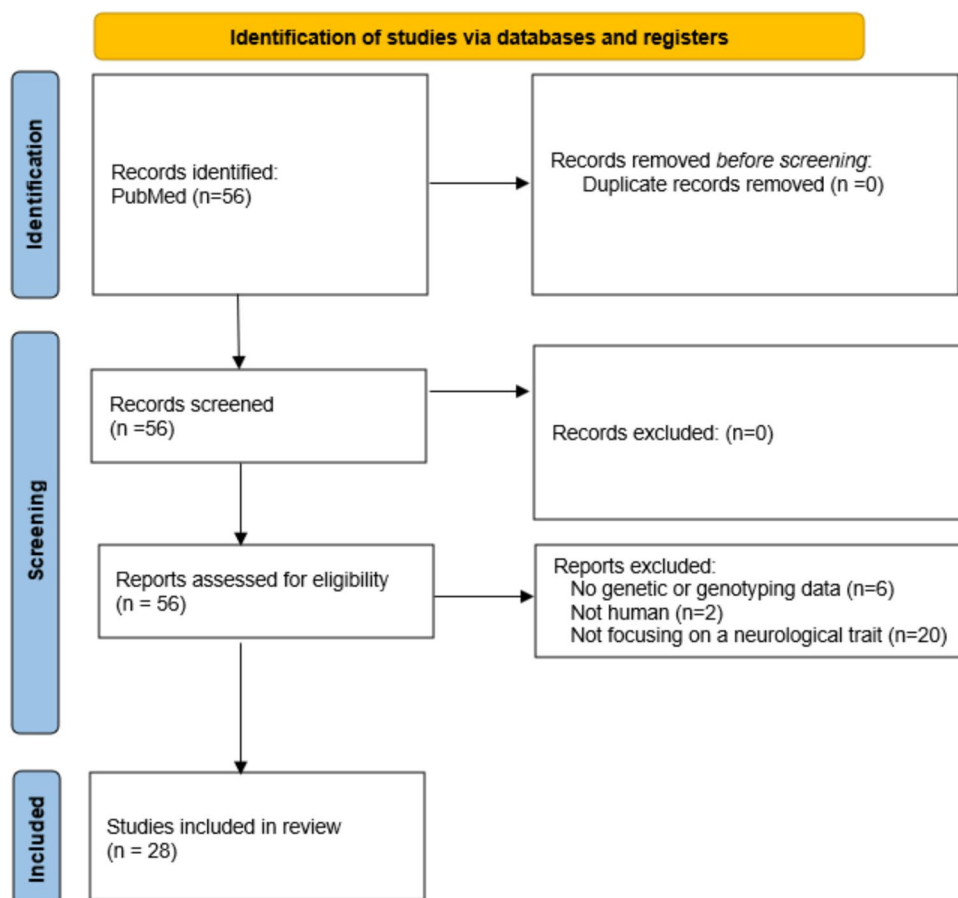 Identification of studies via databases and registers
Identification
Records identified:
PubMed (n=56)
Records removed before screening:
Duplicate records removed (n =0)
Screening
Records screened
(n =56)
Records excluded: (n=0)
Reports assessed for eligibility
(n = 56)
Reports excluded:
No genetic or genotyping data (n=6)
Not human (n=2)
Not focusing on a neurological trait (n=20)
Included
Studies included in review
(n = 28)